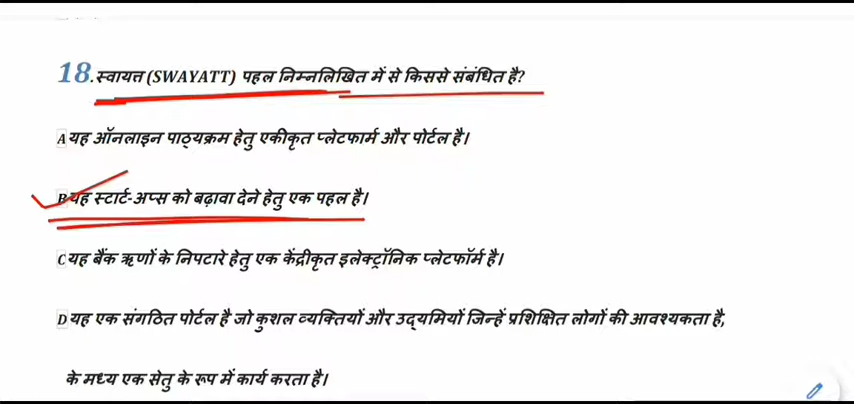 18.स्वायत्त (SWAYATT) पहल निम्नलिखित में से किससे संबंधित है?
A यह ऑनलाइन पाठ्यक्रम हेतु एकीकृत प्लेटफार्म और पोर्टल है।
B यह स्टार्ट-अप्स को बढ़ावा देने हेतु एक पहल है।
C यह बैंक ऋणों के निपटारे हेतु एक केंद्रीकृत इलेक्ट्रॉनिक प्लेटफॉर्म है।
D यह एक संगठित पोर्टल है जो कुशल व्यक्तियों और उद्यमियों जिन्हें प्रशिक्षित लोगों की आवश्यकता है,
के मध्य एक सेतु के रूप में कार्य करता है।